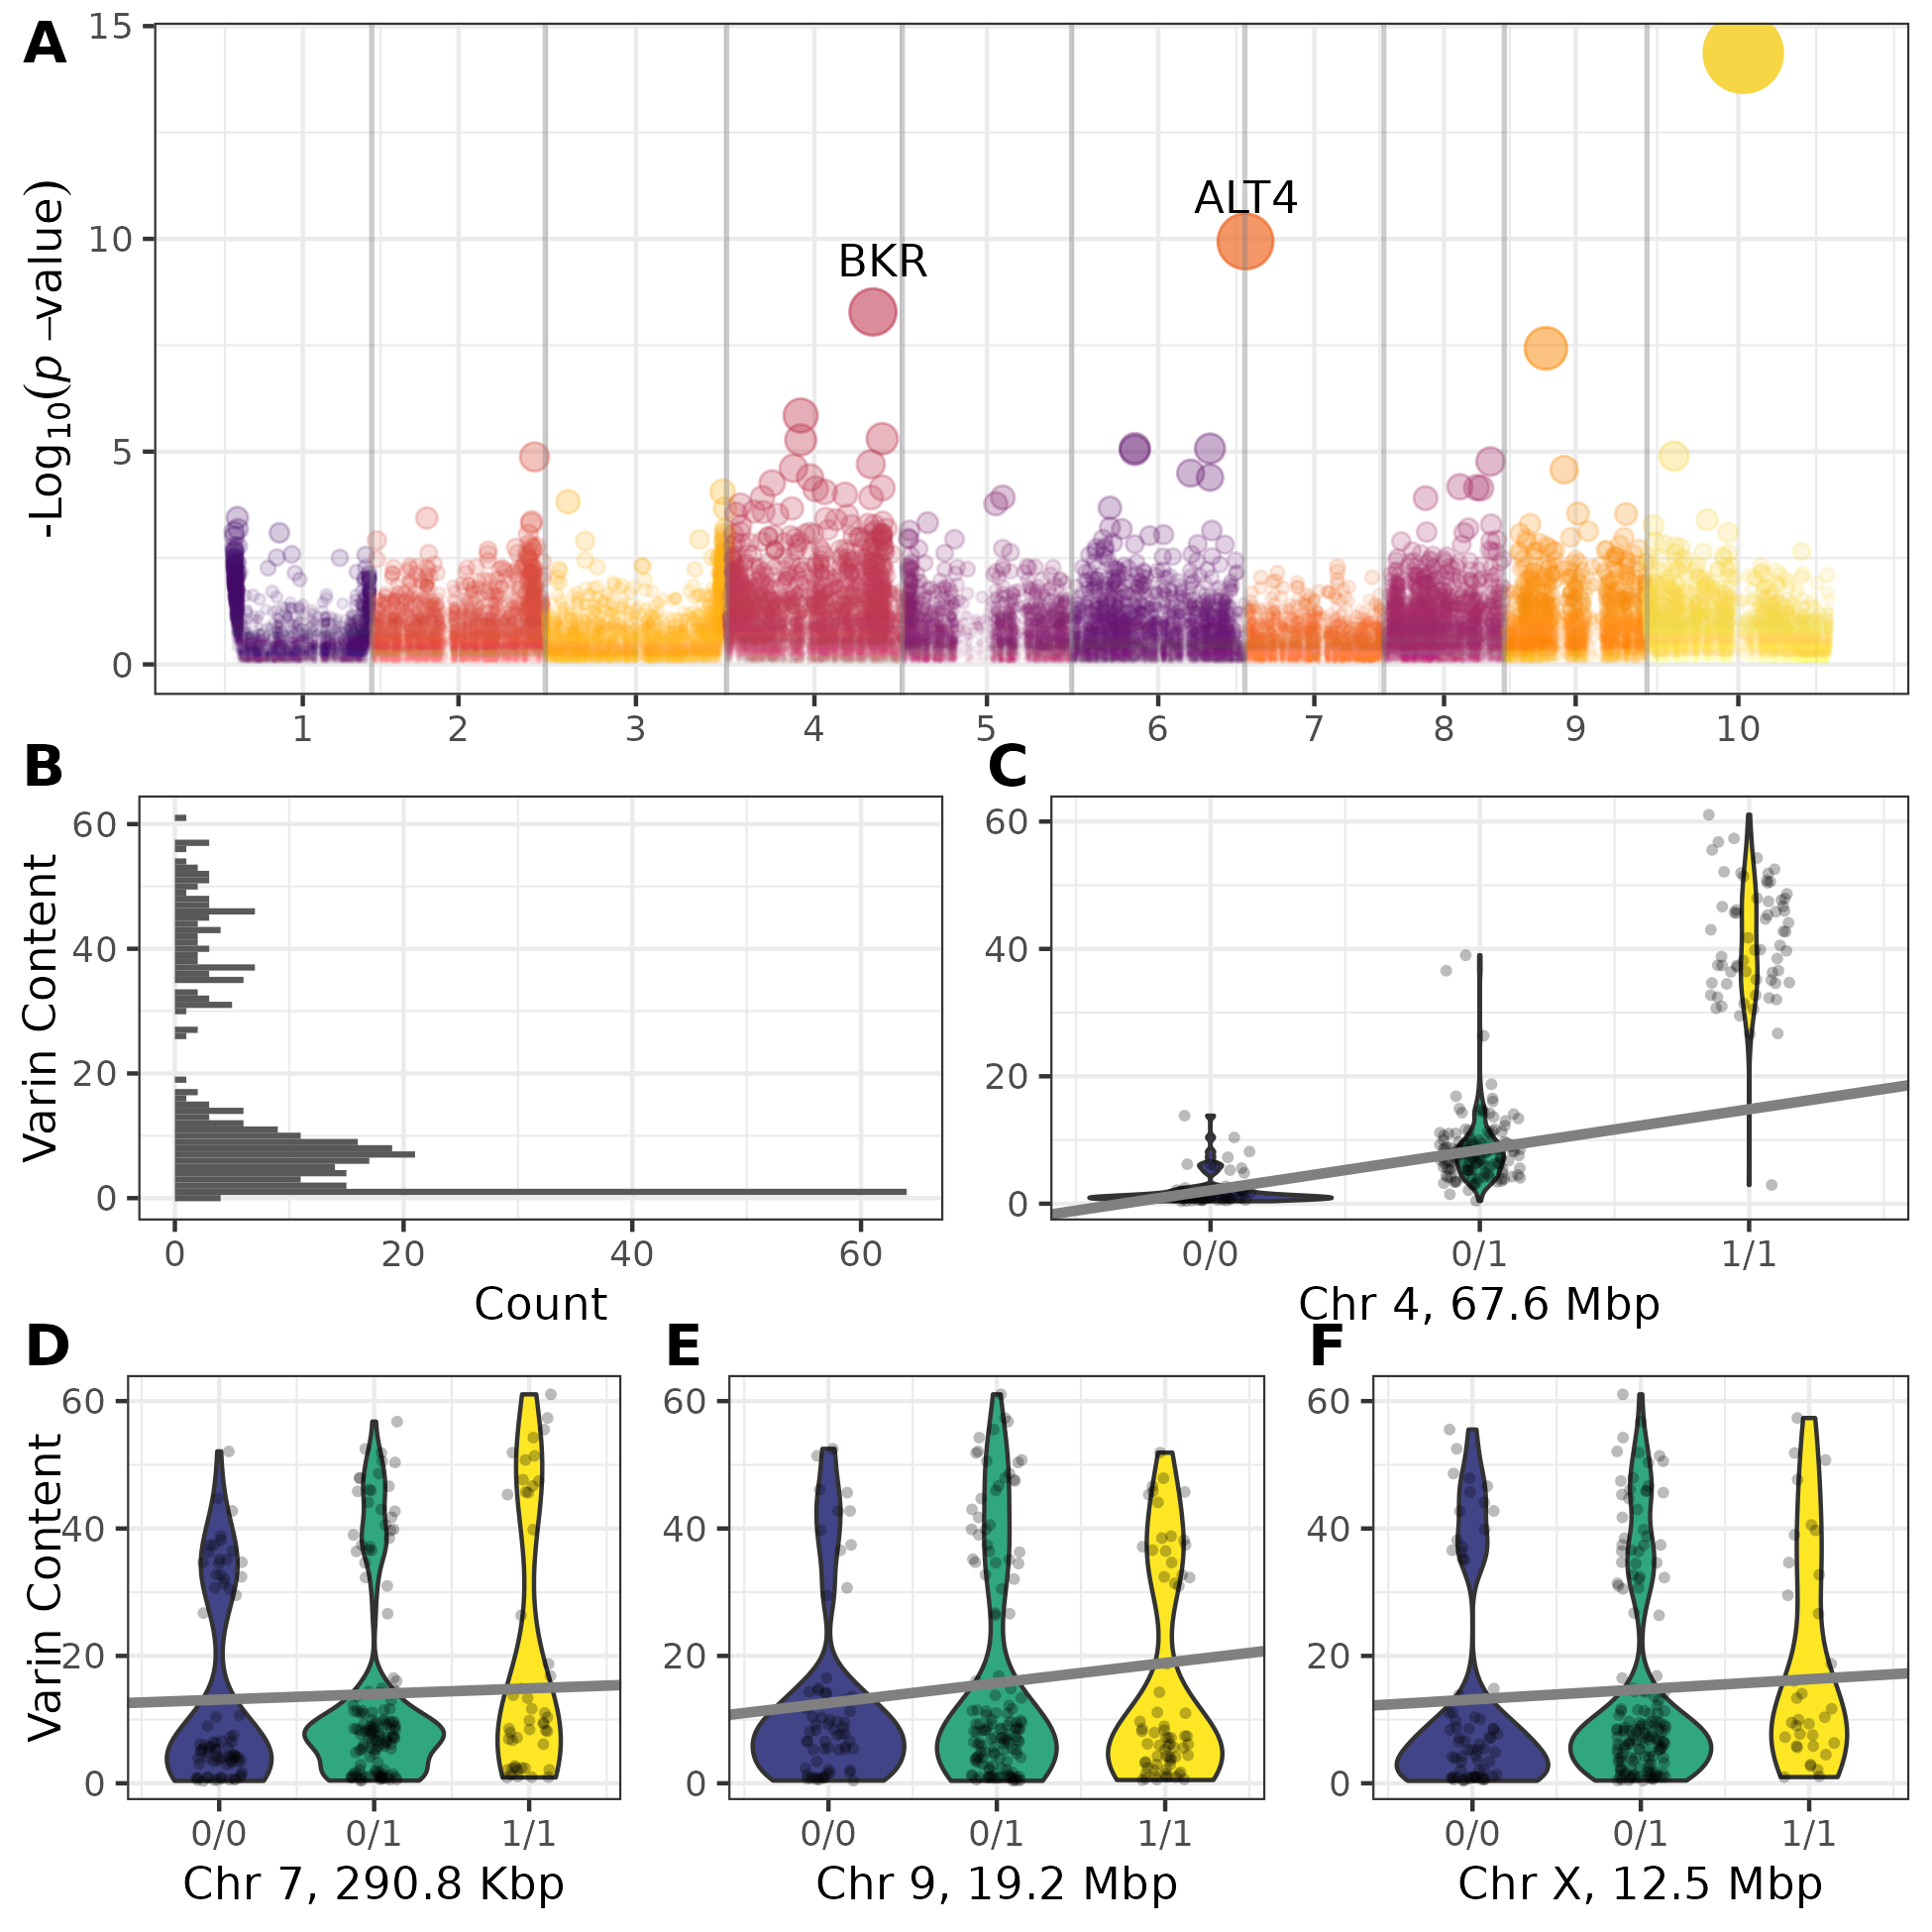 A
-Log10(p −value)
15
10
5
0
BKR
ALT4
1 2 3 4 5 6 7 8 9 10
B
Varin Content
60
40
20
0
0 20 40 60
Count
C
60
40
20
0
0/0 0/1 1/1
Chr 4, 67.6 Mbp
D
Varin Content
60
40
20
0
0/0 0/1 1/1
Chr 7, 290.8 Kbp
E
60
40
20
0
0/0 0/1 1/1
Chr 9, 19.2 Mbp
F
60
40
20
0
0/0 0/1 1/1
Chr X, 12.5 Mbp